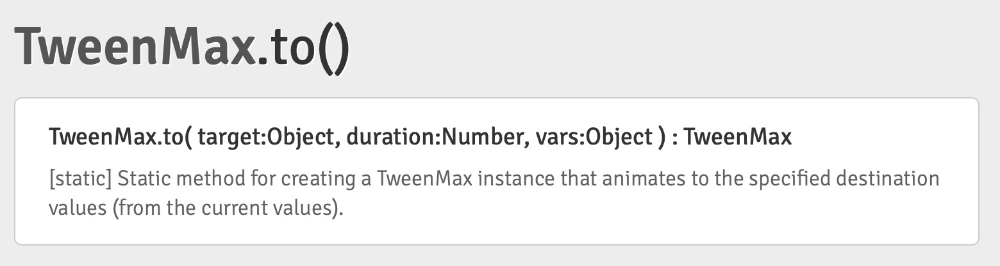 TweenMax.to()
TweenMax.to( target:Object, duration:Number, vars:Object ) : TweenMax
[static] Static method for creating a TweenMax instance that animates to the specified destination
values (from the current values).